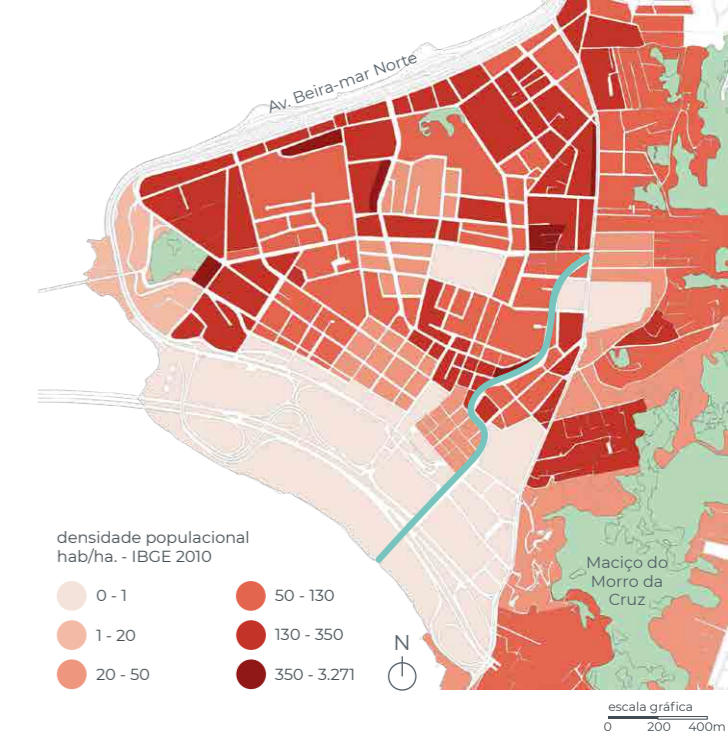 Av. Beira-mar Norte
densidade populacional
hab/ha. - IBGE 2010
0 - 1
50 - 130
1 - 20
130 - 350
20 - 50
350 - 3.271
N
Maciço do
Morro da
Cruz
escala gráfica
0 200 400m